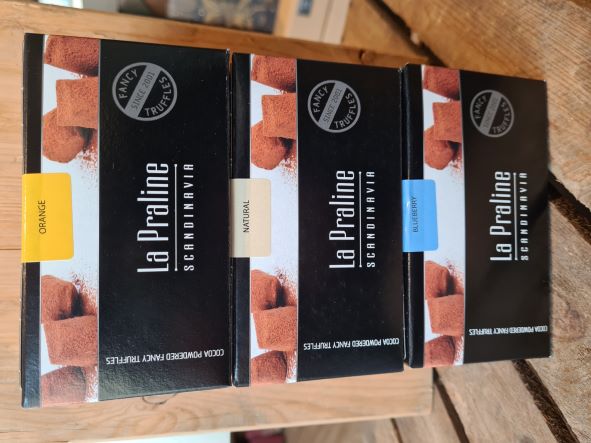 FANCY
SINCE 2001
TRUFFLES
La Praline
SCANDINAVIA
ORANGE
COCOA POWDERED FANCY TRUFFLES
FANCY
SINCE 2001
TRUFFLES
La Praline
SCANDINAVIA
NATURAL
COCOA POWDERED FANCY TRUFFLES
FANCY
SINCE 2001
TRUFFLES
La Praline
SCANDINAVIA
BLUEBERRY
COCOA POWDERED FANCY TRUFFLES